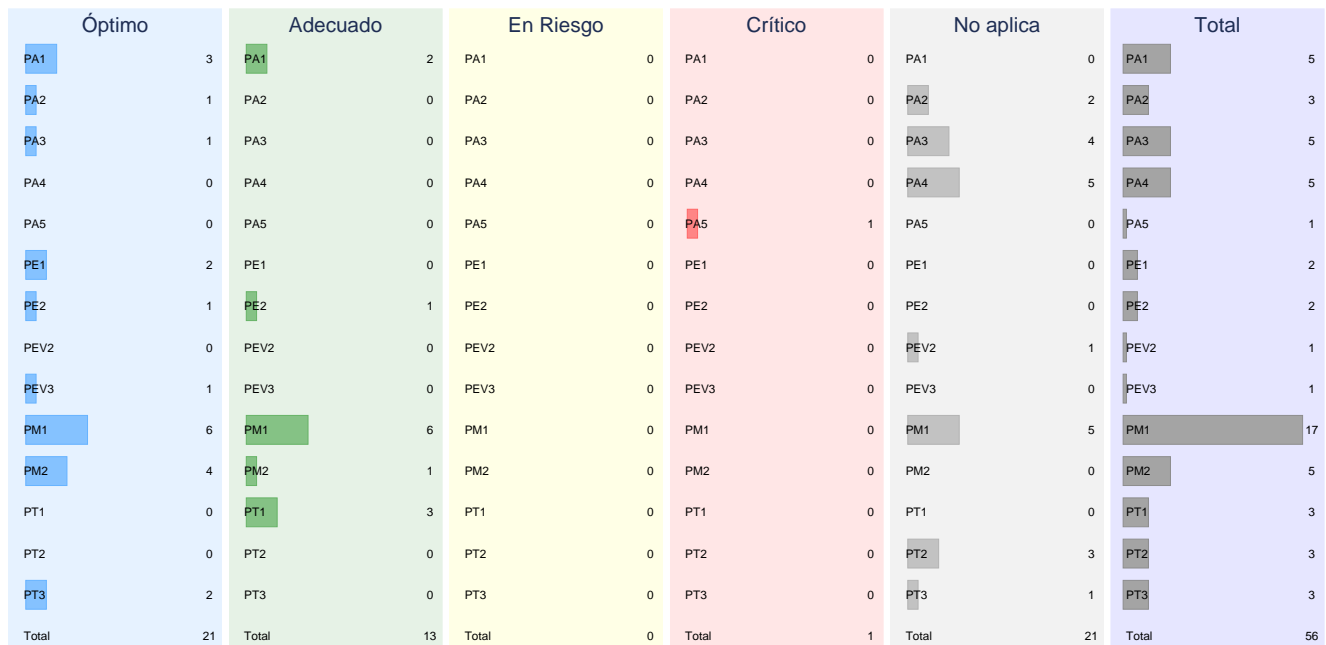 Óptimo Adecuado En Riesgo Crítico No aplica Total
PA1 3 PA1 2 PA1 0 PA1 0 PA1 0 PA1 5
PA2 1 PA2 0 PA2 0 PA2 0 PA2 2 PA2 3
PA3 1 PA3 0 PA3 0 PA3 0 PA3 4 PA3 5
PA4 0 PA4 0 PA4 0 PA4 0 PA4 5 PA4 5
PA5 0 PA5 0 PA5 0 PA5 1 PA5 0 PA5 1
PE1 2 PE1 0 PE1 0 PE1 0 PE1 0 PE1 2
PE2 1 PE2 1 PE2 0 PE2 0 PE2 0 PE2 2
PEV2 0 PEV2 0 PEV2 0 PEV2 0 PEV2 1 PEV2 1
PEV3 1 PEV3 0 PEV3 0 PEV3 0 PEV3 0 PEV3 1
PM1 6 PM1 6 PM1 0 PM1 0 PM1 5 PM1 17
PM2 4 PM2 1 PM2 0 PM2 0 PM2 0 PM2 5
PT1 0 PT1 3 PT1 0 PT1 0 PT1 0 PT1 3
PT2 0 PT2 0 PT2 0 PT2 0 PT2 3 PT2 3
PT3 2 PT3 0 PT3 0 PT3 0 PT3 1 PT3 3
Total 21 Total 13 Total 0 Total 1 Total 21 Total 56